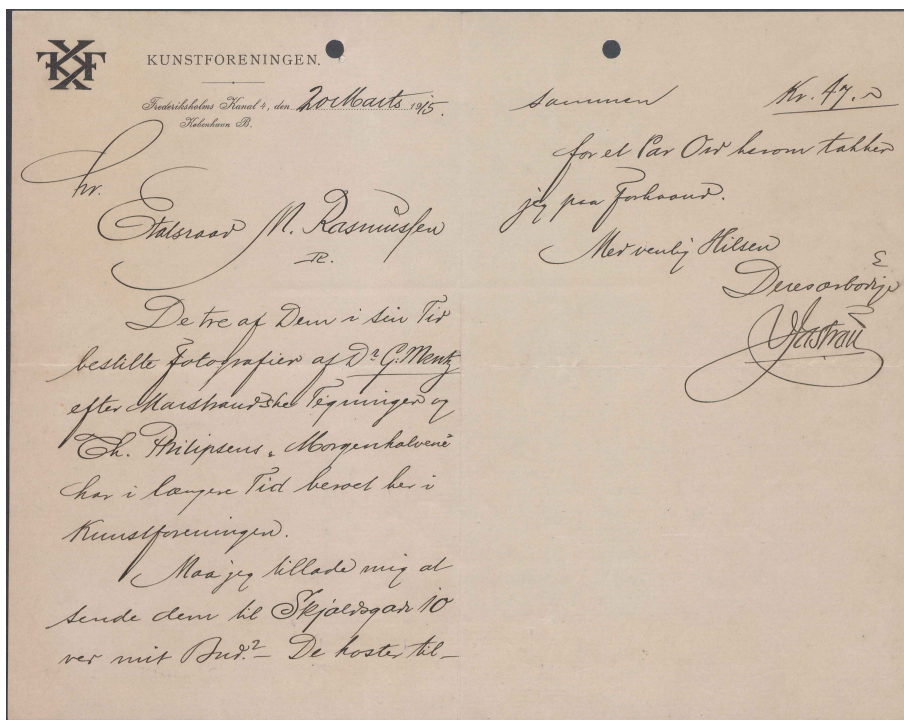 KUNSTFORENINGEN.
Frederiksholms Kanal 4, den 20 Marts 1915.
København B.
Hr.
Etatsraad M. Rasmussen
R.
De tre af Dem i sin Tid
bestilte Fotografier af Dr G. Mentz
efter Marstrandske Tegninger og
Th. Philipsens „Morgenhalvene"
har i længere Tid beroet her i
Kunstforeningen.
Maa jeg tillade mig at
sende dem til Skjoldsgade 10
ved mit Bud? – De koster til–
sammen Kr. 47.
for et Par Ord herom takker
jeg paa Forhaand.
Med venlig Hilsen
Deres ærbødige